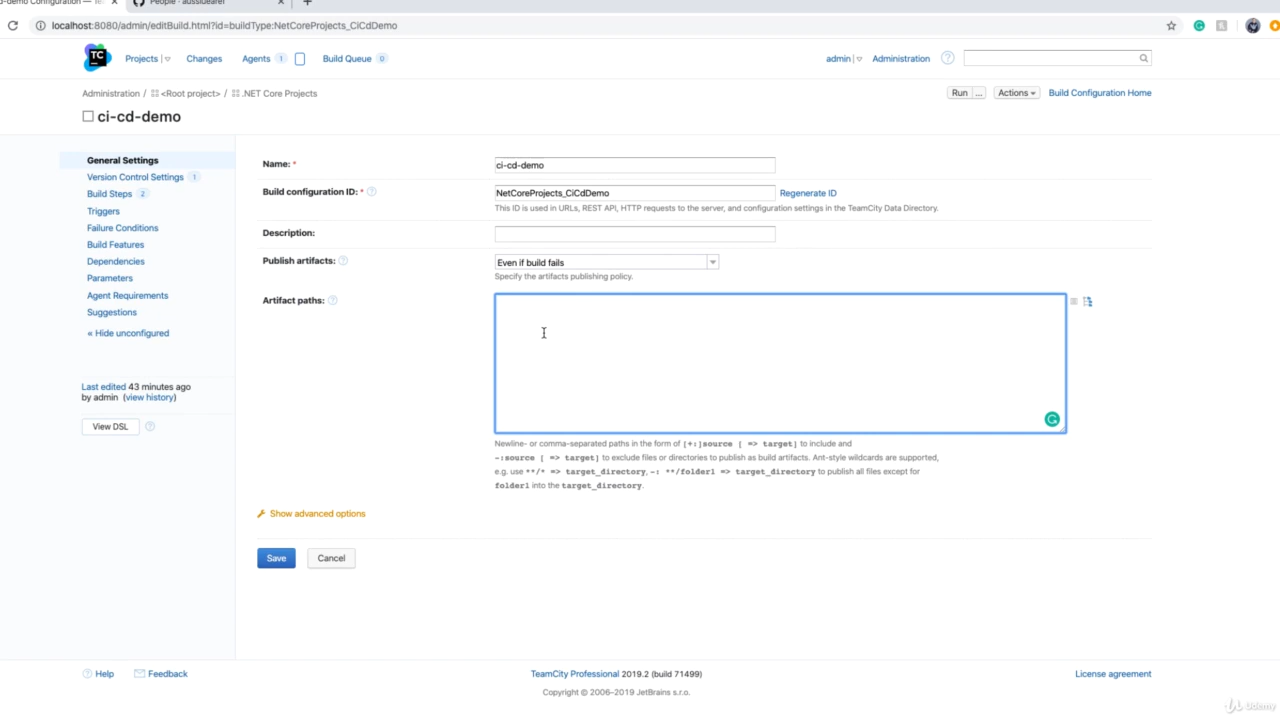 -demo Configuration — Te
People · aussiearef
localhost:8080/admin/editBuild.html?id=buildType:NetCoreProjects_CiCdDemo
TC
Projects
Changes
Agents 1
Build Queue 0
admin
Administration
Administration / <Root project> / .NET Core Projects
Run ...
Actions
Build Configuration Home
ci-cd-demo
General Settings
Version Control Settings 1
Build Steps 2
Triggers
Failure Conditions
Build Features
Dependencies
Parameters
Agent Requirements
Suggestions
« Hide unconfigured
Last edited 43 minutes ago
by admin (view history)
View DSL
Name: *
ci-cd-demo
Build configuration ID: *
NetCoreProjects_CiCdDemo
Regenerate ID
This ID is used in URLs, REST API, HTTP requests to the server, and configuration settings in the TeamCity Data Directory.
Description:
Publish artifacts:
Even if build fails
Specify the artifacts publishing policy.
Artifact paths:
Newline- or comma-separated paths in the form of [+:]source [ => target] to include and
-:source [ => target] to exclude files or directories to publish as build artifacts. Ant-style wildcards are supported,
e.g. use **/* => target_directory, -: **/folder1 => target_directory to publish all files except for
folder1 into the target_directory.
Show advanced options
Save
Cancel
Help
Feedback
TeamCity Professional 2019.2 (build 71499)
License agreement
Copyright © 2006–2019 JetBrains s.r.o.
Udemy